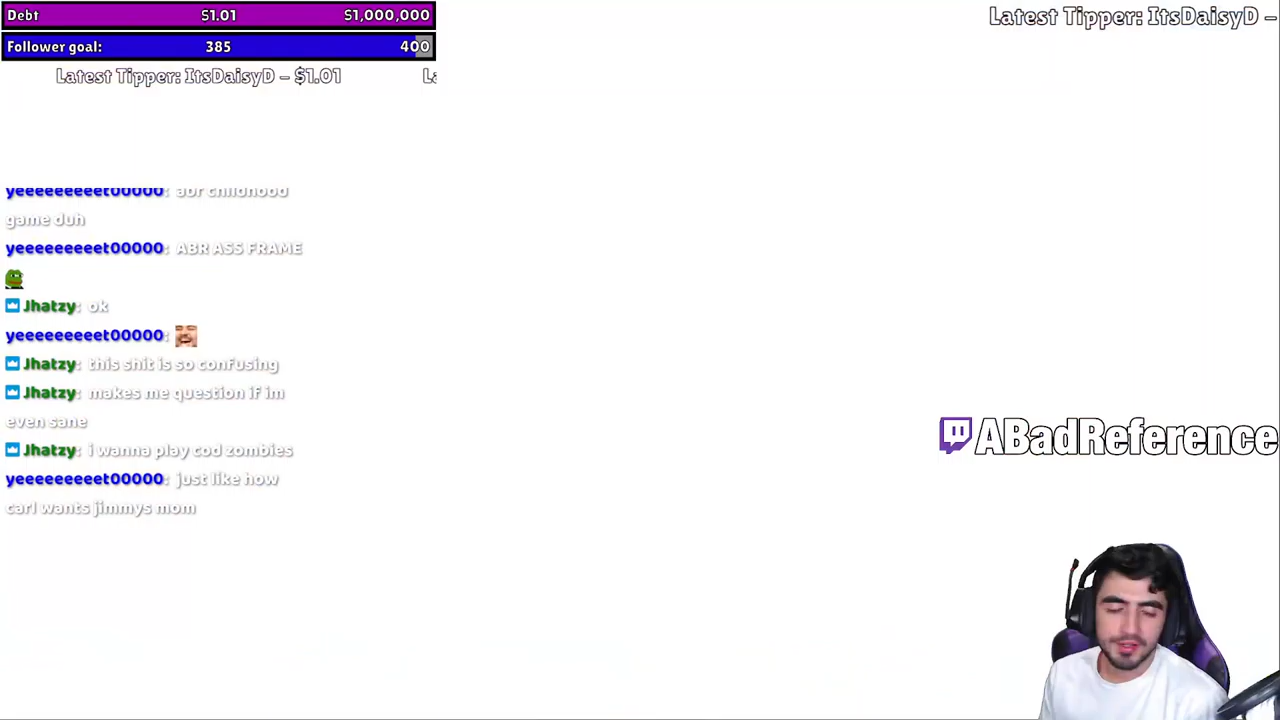 Debt $1.01 $1,000,000
Latest Tipper: ItsDaisyD –
Follower goal: 385 400
Latest Tipper: ItsDaisyD – $1.01
yeeeeeeeeet00000: abr childhood
game duh
yeeeeeeeeet00000: ABR ASS FRAME
Jhatzy: ok
yeeeeeeeeet00000:
Jhatzy: this shit is so confusing
Jhatzy: makes me question if im
even sane
Jhatzy: i wanna play cod zombies
yeeeeeeeeet00000: just like how
carl wants jimmys mom
ABadReference